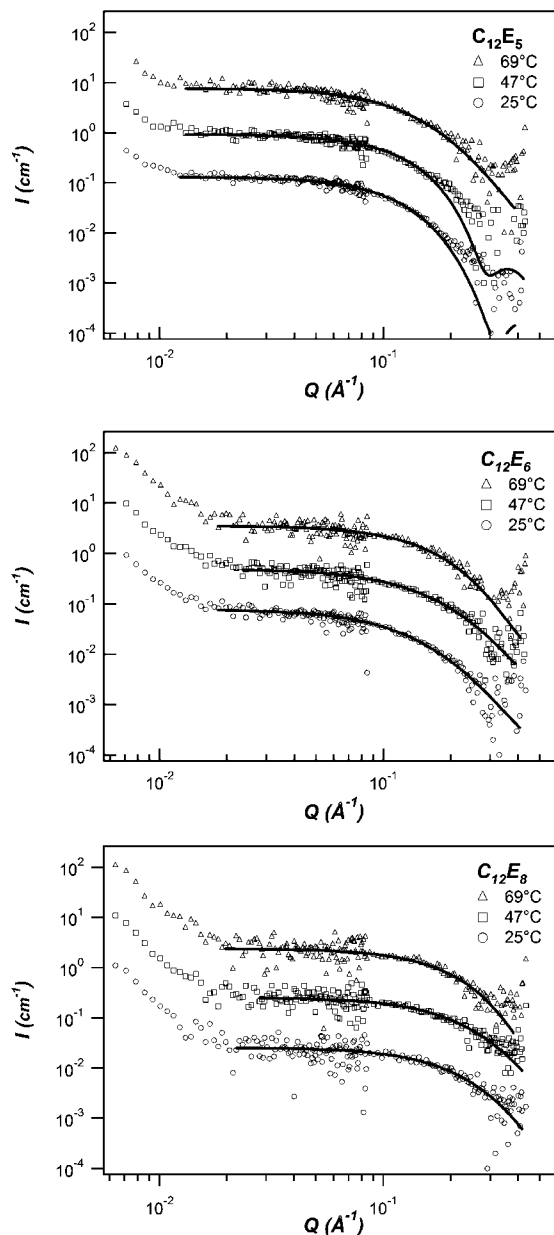 C₁₂E₅
△ 69°C
□ 47°C
○ 25°C
10²
10¹
10⁰
10⁻¹
10⁻²
10⁻³
10⁻⁴
I (cm⁻¹)
10⁻² 10⁻¹
Q (Å⁻¹)
C₁₂E₆
△ 69°C
□ 47°C
○ 25°C
10²
10¹
10⁰
10⁻¹
10⁻²
10⁻³
10⁻⁴
I (cm⁻¹)
10⁻² 10⁻¹
Q (Å⁻¹)
C₁₂E₈
△ 69°C
□ 47°C
○ 25°C
10²
10¹
10⁰
10⁻¹
10⁻²
10⁻³
10⁻⁴
I (cm⁻¹)
10⁻² 10⁻¹
Q (Å⁻¹)